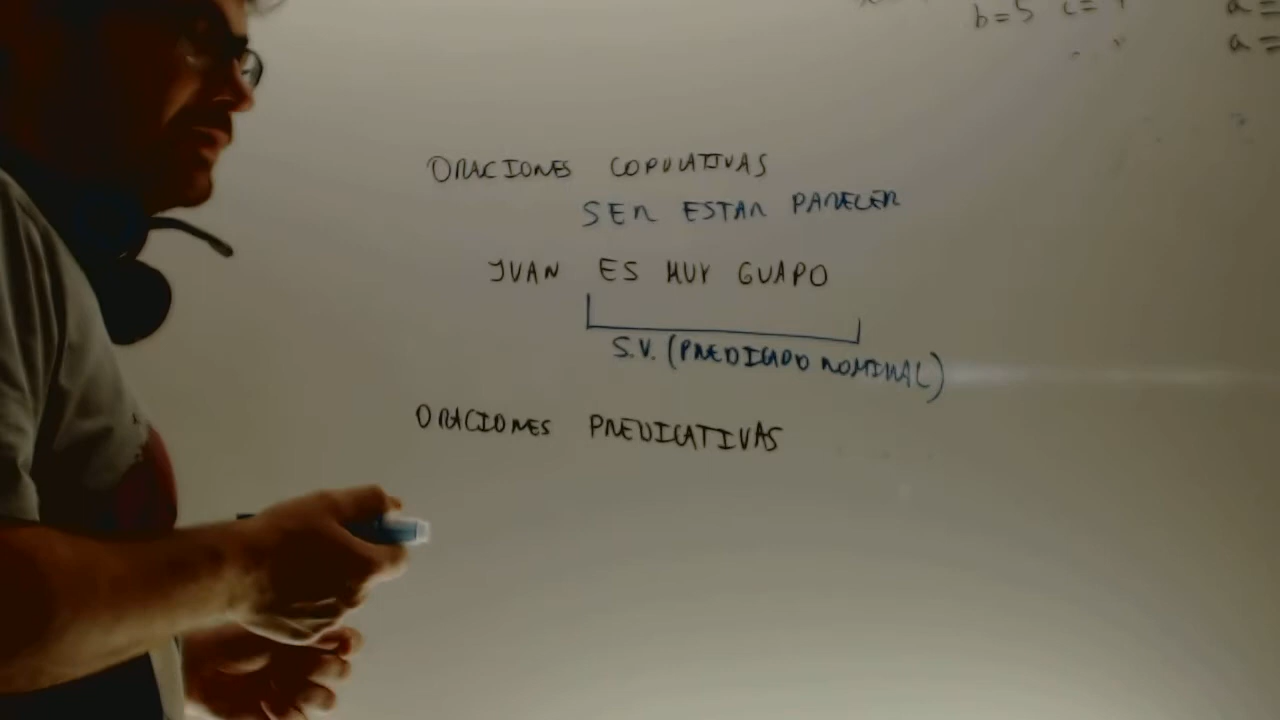 b=5 c=
a=
a=
ORACIONES COPULATIVAS
SER ESTAR PARECER
JUAN ES MUY GUAPO
S.V. (PREDICADO NOMINAL)
ORACIONES PREDICATIVAS